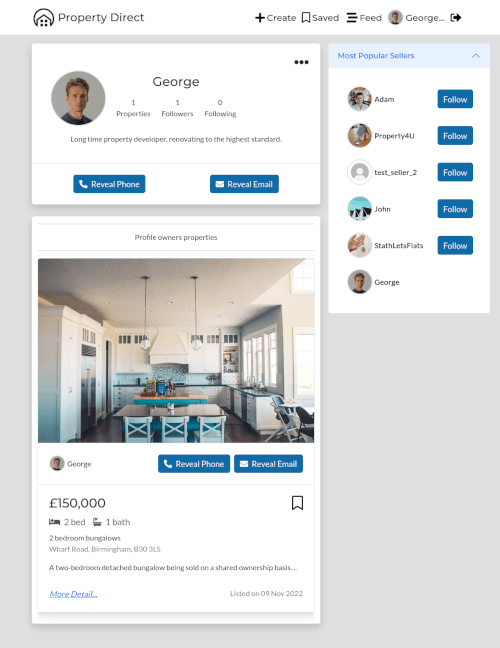 Property Direct
Create Saved Feed George...
George
1 1 0
Properties Followers Following
Long time property developer, renovating to the highest standard.
Reveal Phone Reveal Email
Most Popular Sellers
Adam Follow
Property4U Follow
test_seller_2 Follow
John Follow
StathLetsFlats Follow
George
Profile owners properties
George Reveal Phone Reveal Email
£150,000
2 bed 1 bath
2 bedroom bungalows
Wharf Road, Birmingham, B30 3LS
A two-bedroom detached bungalow being sold on a shared ownership basis....
More Detail... Listed on 09 Nov 2022